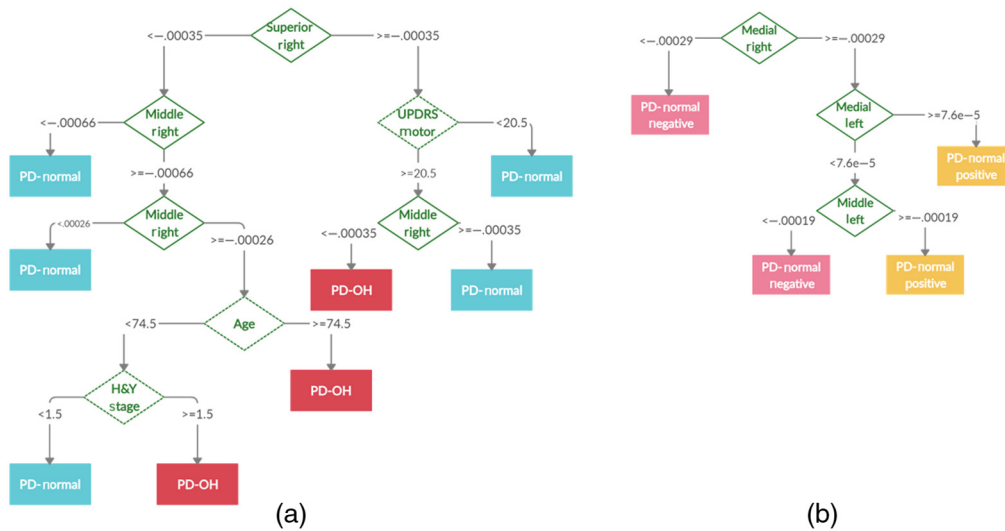 Superior
right
<-.00035
>=-.00035
Middle
right
<-.00066
PD-normal
>=-.00066
Middle
right
<.00026
PD-normal
>=-.00026
Age
<74.5
>=74.5
PD-OH
H&Y
stage
<1.5
>=1.5
PD-normal
PD-OH
UPDRS
motor
<20.5
PD-normal
>=20.5
Middle
right
<-.00035
>=-.00035
PD-OH
PD-normal
(a)
Medial
right
<-.00029
>=-.00029
PD-normal
negative
Medial
left
>=7.6e-5
PD-normal
positive
<7.6e-5
Middle
left
<-.00019
>=-.00019
PD-normal
negative
PD-normal
positive
(b)